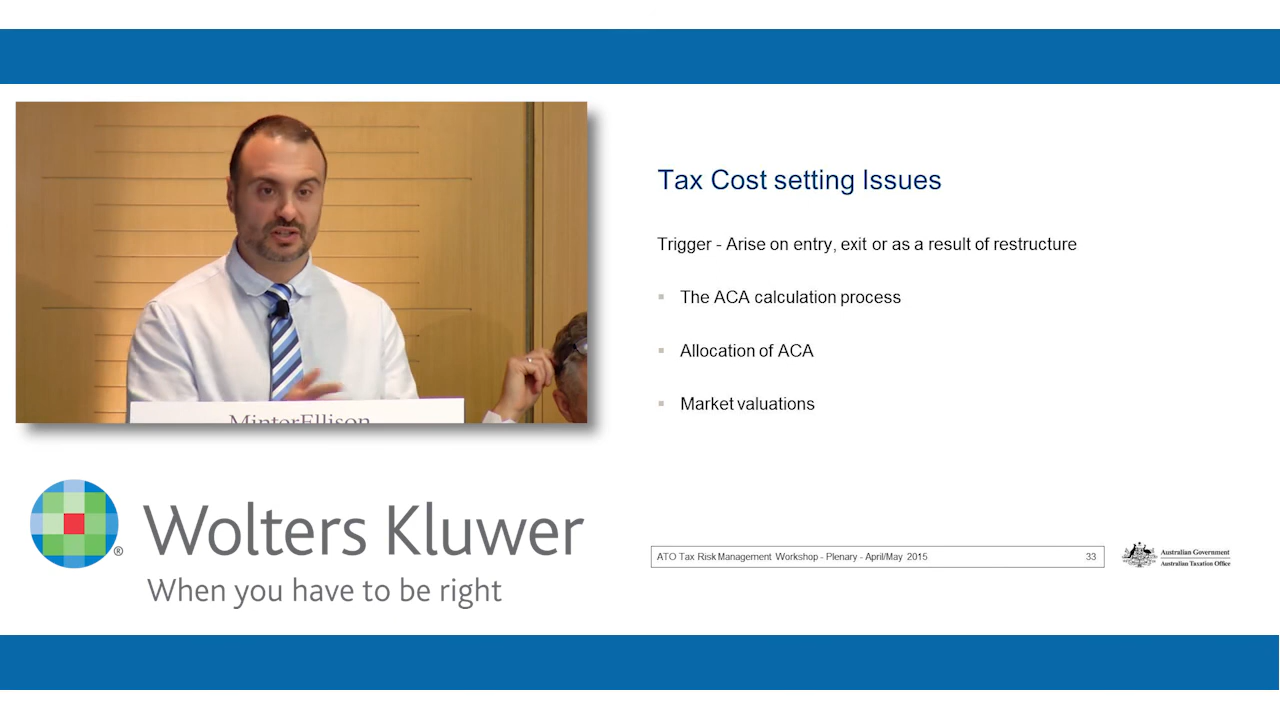 Tax Cost setting Issues
Trigger - Arise on entry, exit or as a result of restructure
The ACA calculation process
Allocation of ACA
Market valuations
MinterEllison
Wolters Kluwer
®
When you have to be right
ATO Tax Risk Management Workshop - Plenary - April/May 2015 33
Australian Government
Australian Taxation Office